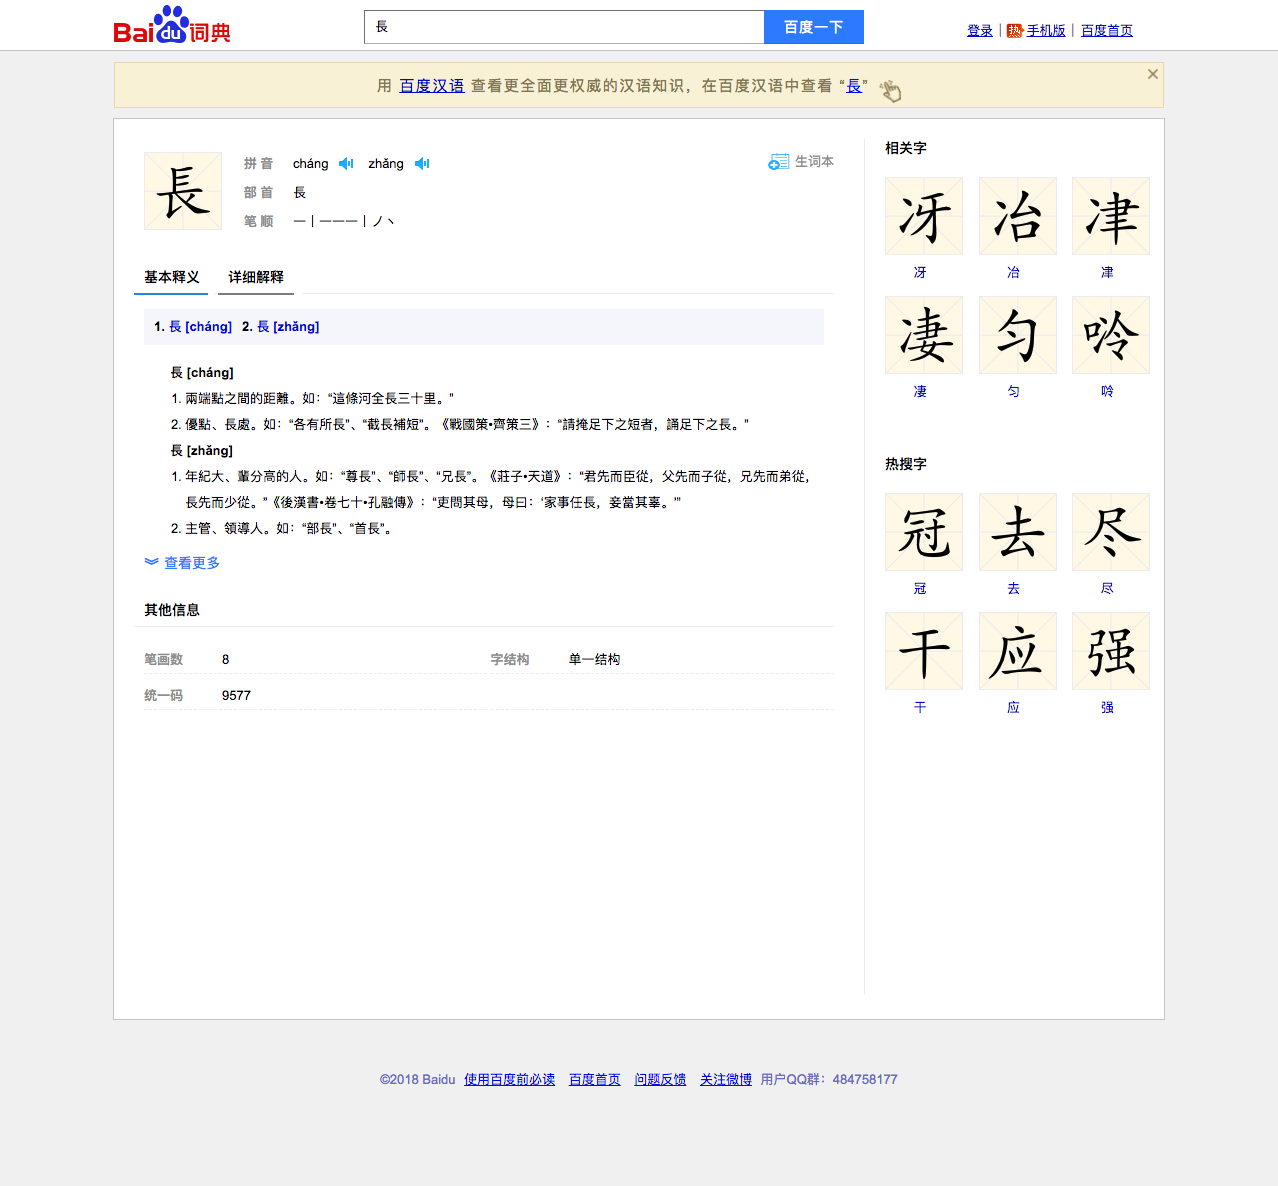 Baidu词典
長
百度一下
登录 | 热 手机版 | 百度首页
用 百度汉语 查看更全面更权威的汉语知识，在百度汉语中查看 “長”
長
拼 音 cháng zhǎng
部 首 長
笔 顺 一丨一一一丨ノ丶
生词本
基本释义 详细解释
1. 長 [cháng] 2. 長 [zhǎng]
長 [cháng]
1. 兩端點之間的距離。如：“這條河全長三十里。”
2. 優點、長處。如：“各有所長”、“截長補短”。《戰國策•齊策三》：“請掩足下之短者，誦足下之長。”
長 [zhǎng]
1. 年紀大、輩分高的人。如：“尊長”、“師長”、“兄長”。《莊子•天道》：“君先而臣從，父先而子從，兄先而弟從，
長先而少從。”《後漢書•卷七十•孔融傳》：“吏問其母，母曰：‘家事任長，妾當其辜。’”
2. 主管、領導人。如：“部長”、“首長”。
查看更多
其他信息
笔画数 8 字结构 单一结构
统一码 9577
相关字
冴 冶 凖
冴 冶 凖
凄 匀 呤
凄 匀 呤
热搜字
冠 去 尽
冠 去 尽
干 应 强
干 应 强
©2018 Baidu 使用百度前必读 百度首页 问题反馈 关注微博 用户QQ群：484758177